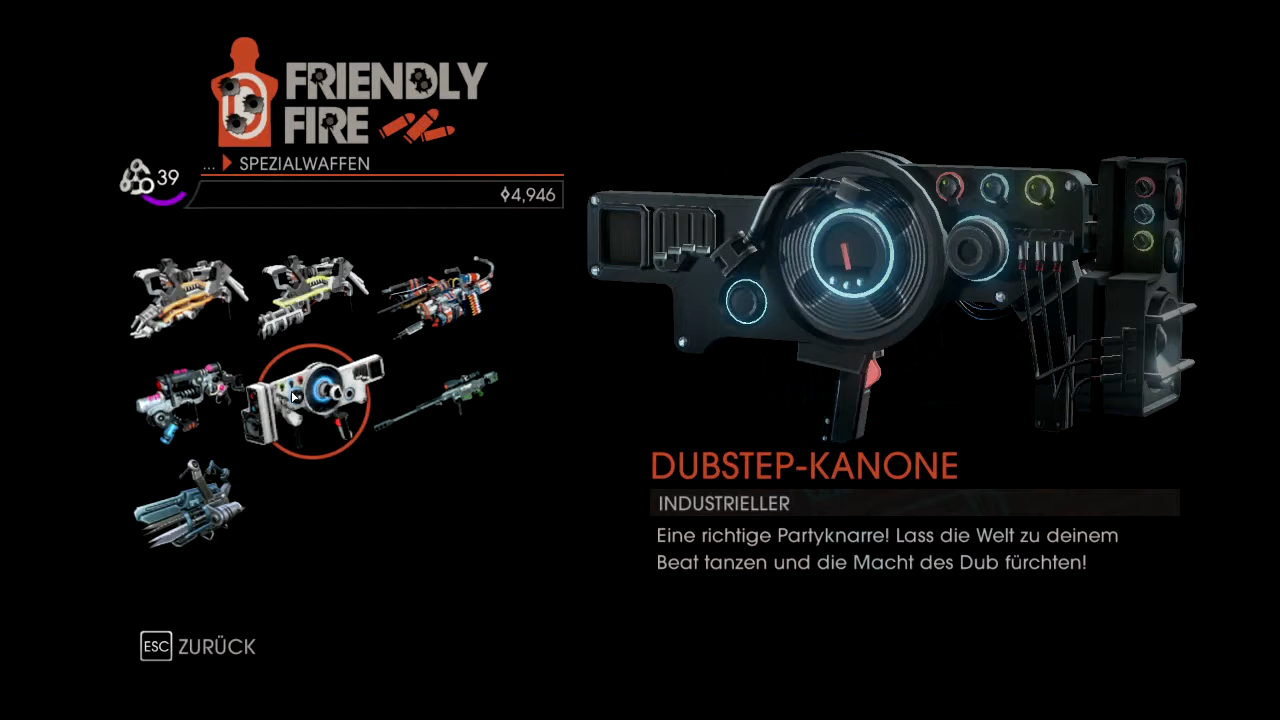 FRIENDLY
FIRE
... SPEZIALWAFFEN
39
4,946
DUBSTEP-KANONE
INDUSTRIELLER
Eine richtige Partyknarre! Lass die Welt zu deinem
Beat tanzen und die Macht des Dub fürchten!
ESC ZURÜCK